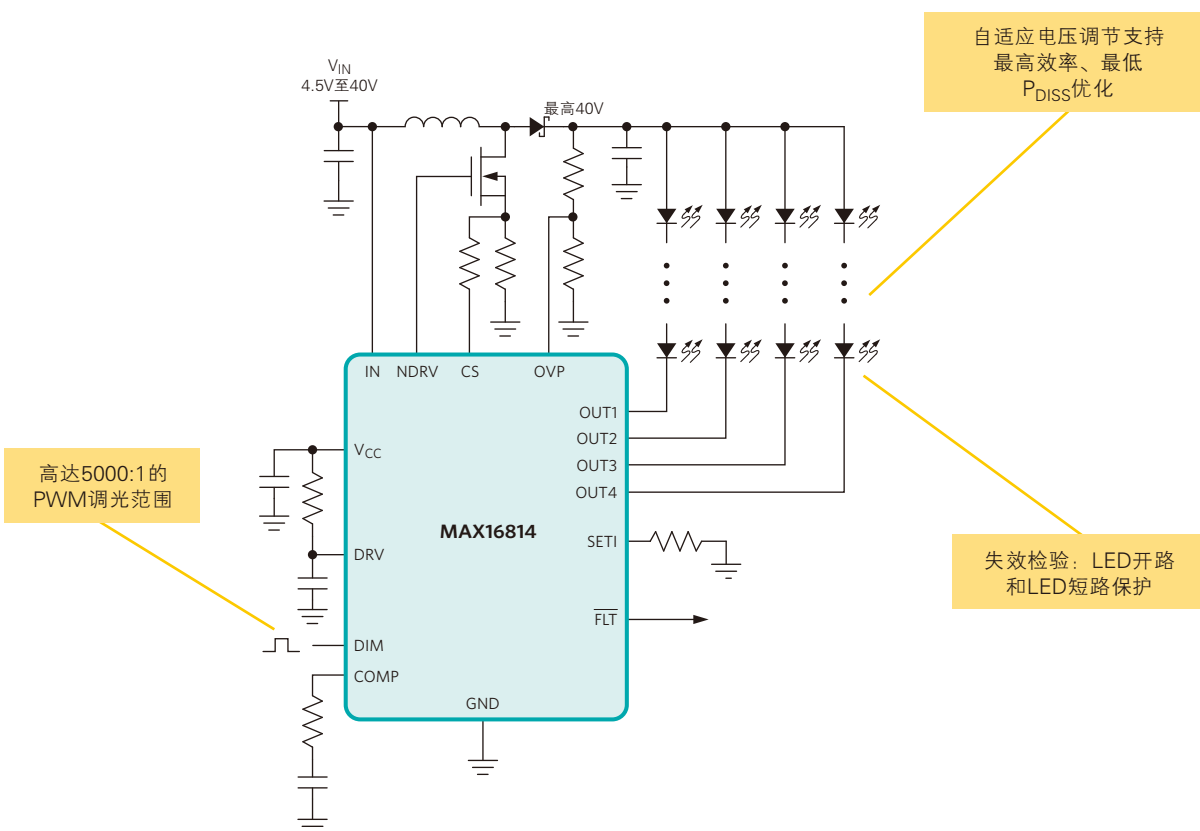 自适应电压调节支持
最高效率、最低
PDISS优化
VIN
4.5V至40V
最高40V
IN NDRV CS OVP
OUT1
OUT2
OUT3
OUT4
VCC
高达5000:1的
PWM调光范围
MAX16814
SETI
DRV
失效检验：LED开路
和LED短路保护
FLT
DIM
COMP
GND